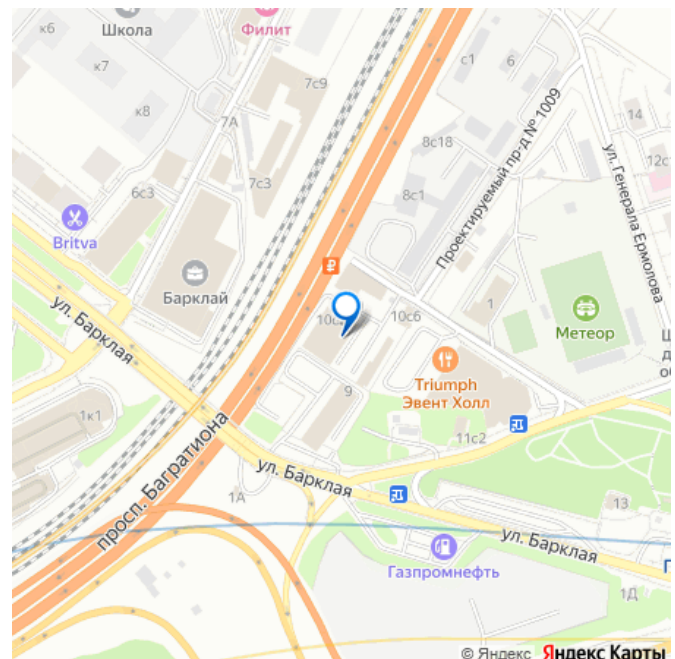 к6
Школа
Филит
к7
7с9
с1
6
к8
7А
8с18
Проектируемый пр-д № 1009
14
12с
7с3
6с3
8с1
ул. Генерала Ермолова
Britva
Барклай
ул. Барклая
10с
10с6
1
Метеор
Triumph
Эвент Холл
9
1к1
11с2
просп. Багратиона
ул. Барклая
1А
13
ул. Барклая
Газпромнефть
1Д
© Яндекс Яндекс Карты